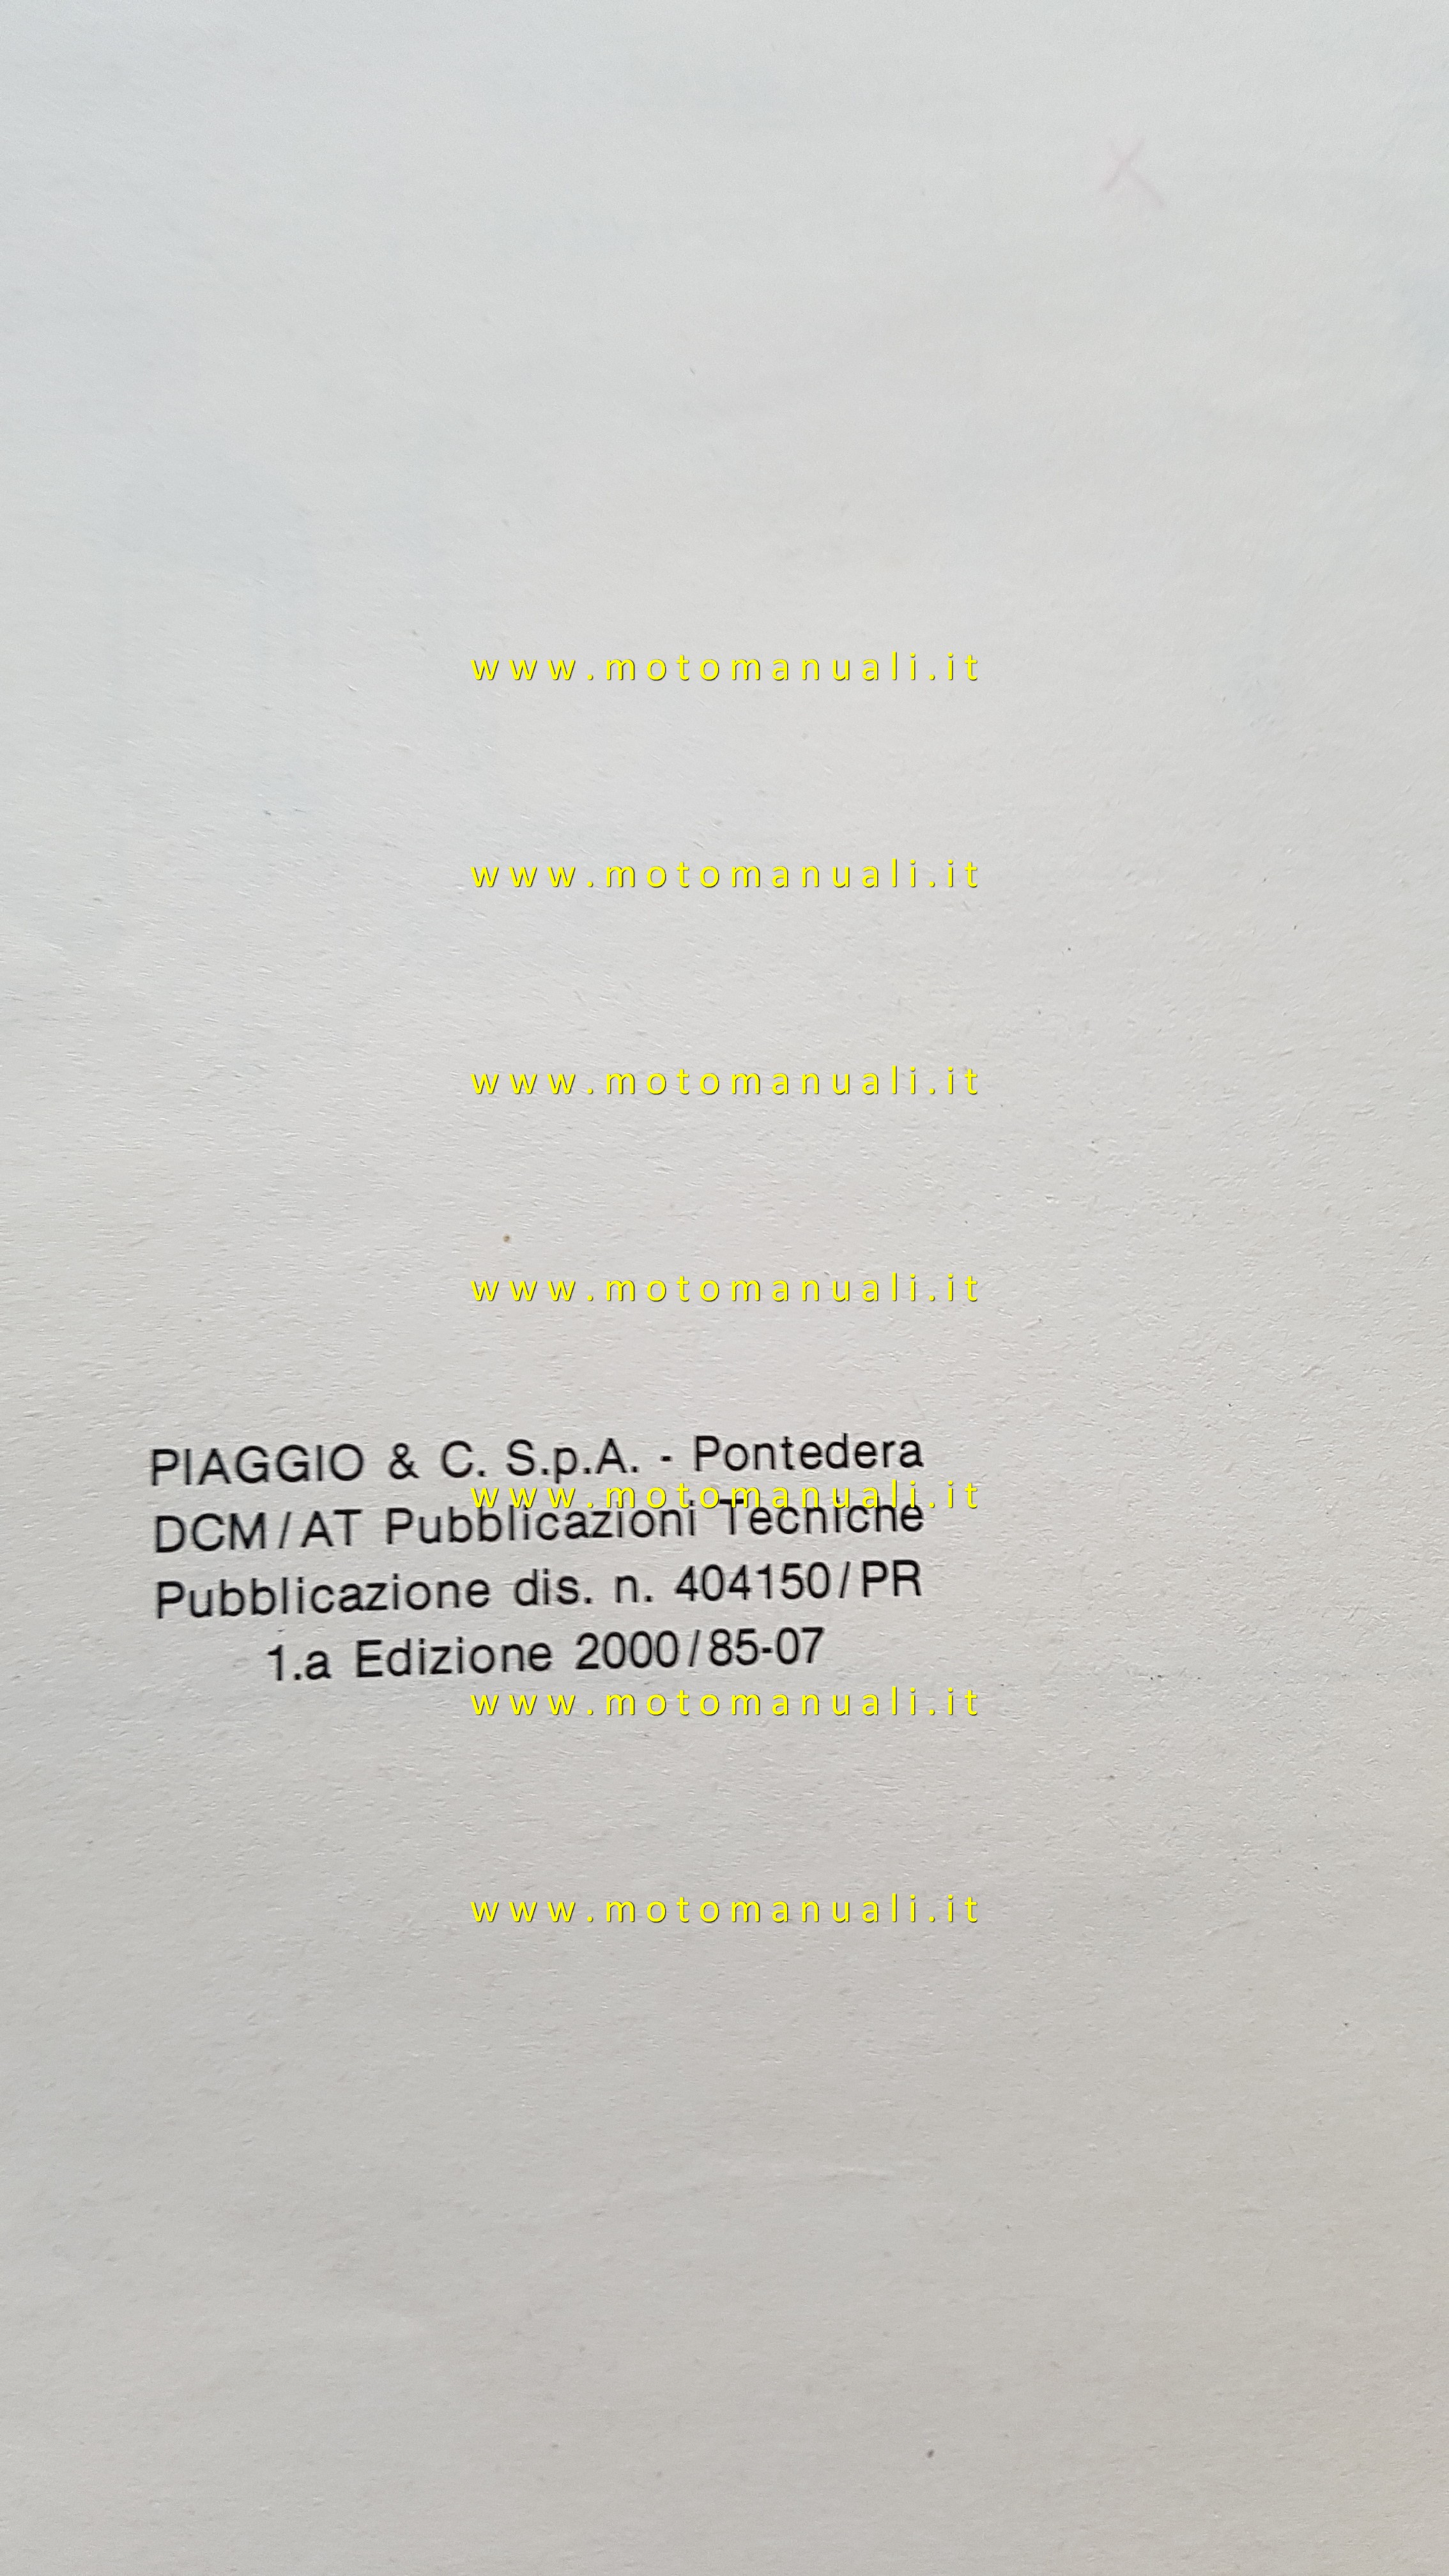 www.motomanuali.it
www.motomanuali.it
www.motomanuali.it
www.motomanuali.it
PIAGGIO & C. S.p.A. - Pontedera
www.motomanuali.it
DCM/AT Pubblicazioni Tecniche
Pubblicazione dis. n. 404150/PR
1.a Edizione 2000/85-07
www.motomanuali.it
www.motomanuali.it